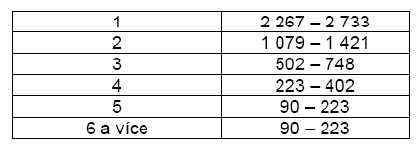 1 2 267 – 2 733
2 1 079 – 1 421
3 502 – 748
4 223 – 402
5 90 – 223
6 a více 90 – 223